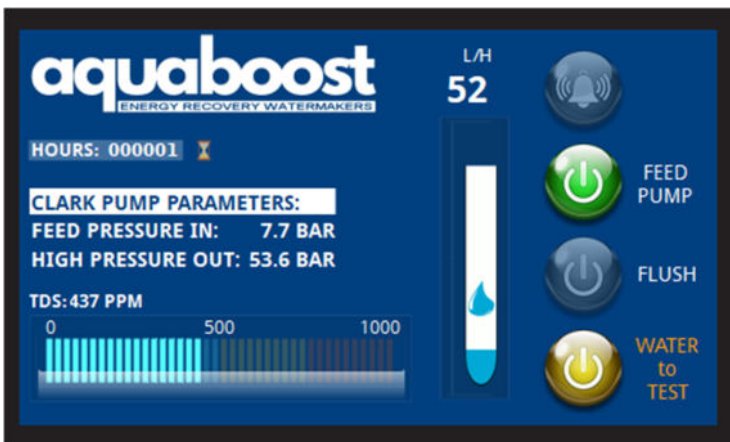 aquaboost
ENERGY RECOVERY WATERMAKERS
HOURS: 000001
CLARK PUMP PARAMETERS:
FEED PRESSURE IN: 7.7 BAR
HIGH PRESSURE OUT: 53.6 BAR
TDS:437 PPM
0 500 1000
L/H
52
FEED
PUMP
FLUSH
WATER
to
TEST